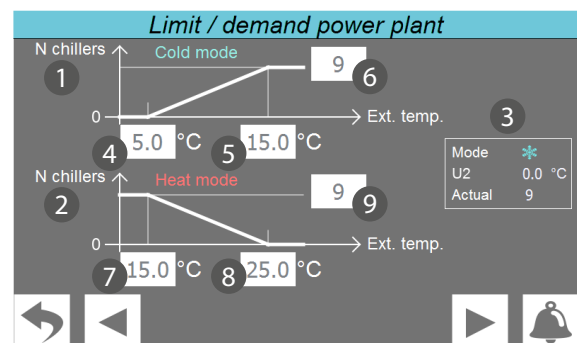 Limit / demand power plant
N chillers
Cold mode
9
1
6
0
Ext. temp.
3
5.0 °C
15.0 °C
4
5
Mode
U2 0.0 °C
Actual 9
N chillers
Heat mode
9
2
9
0
Ext. temp.
15.0 °C
25.0 °C
7
8